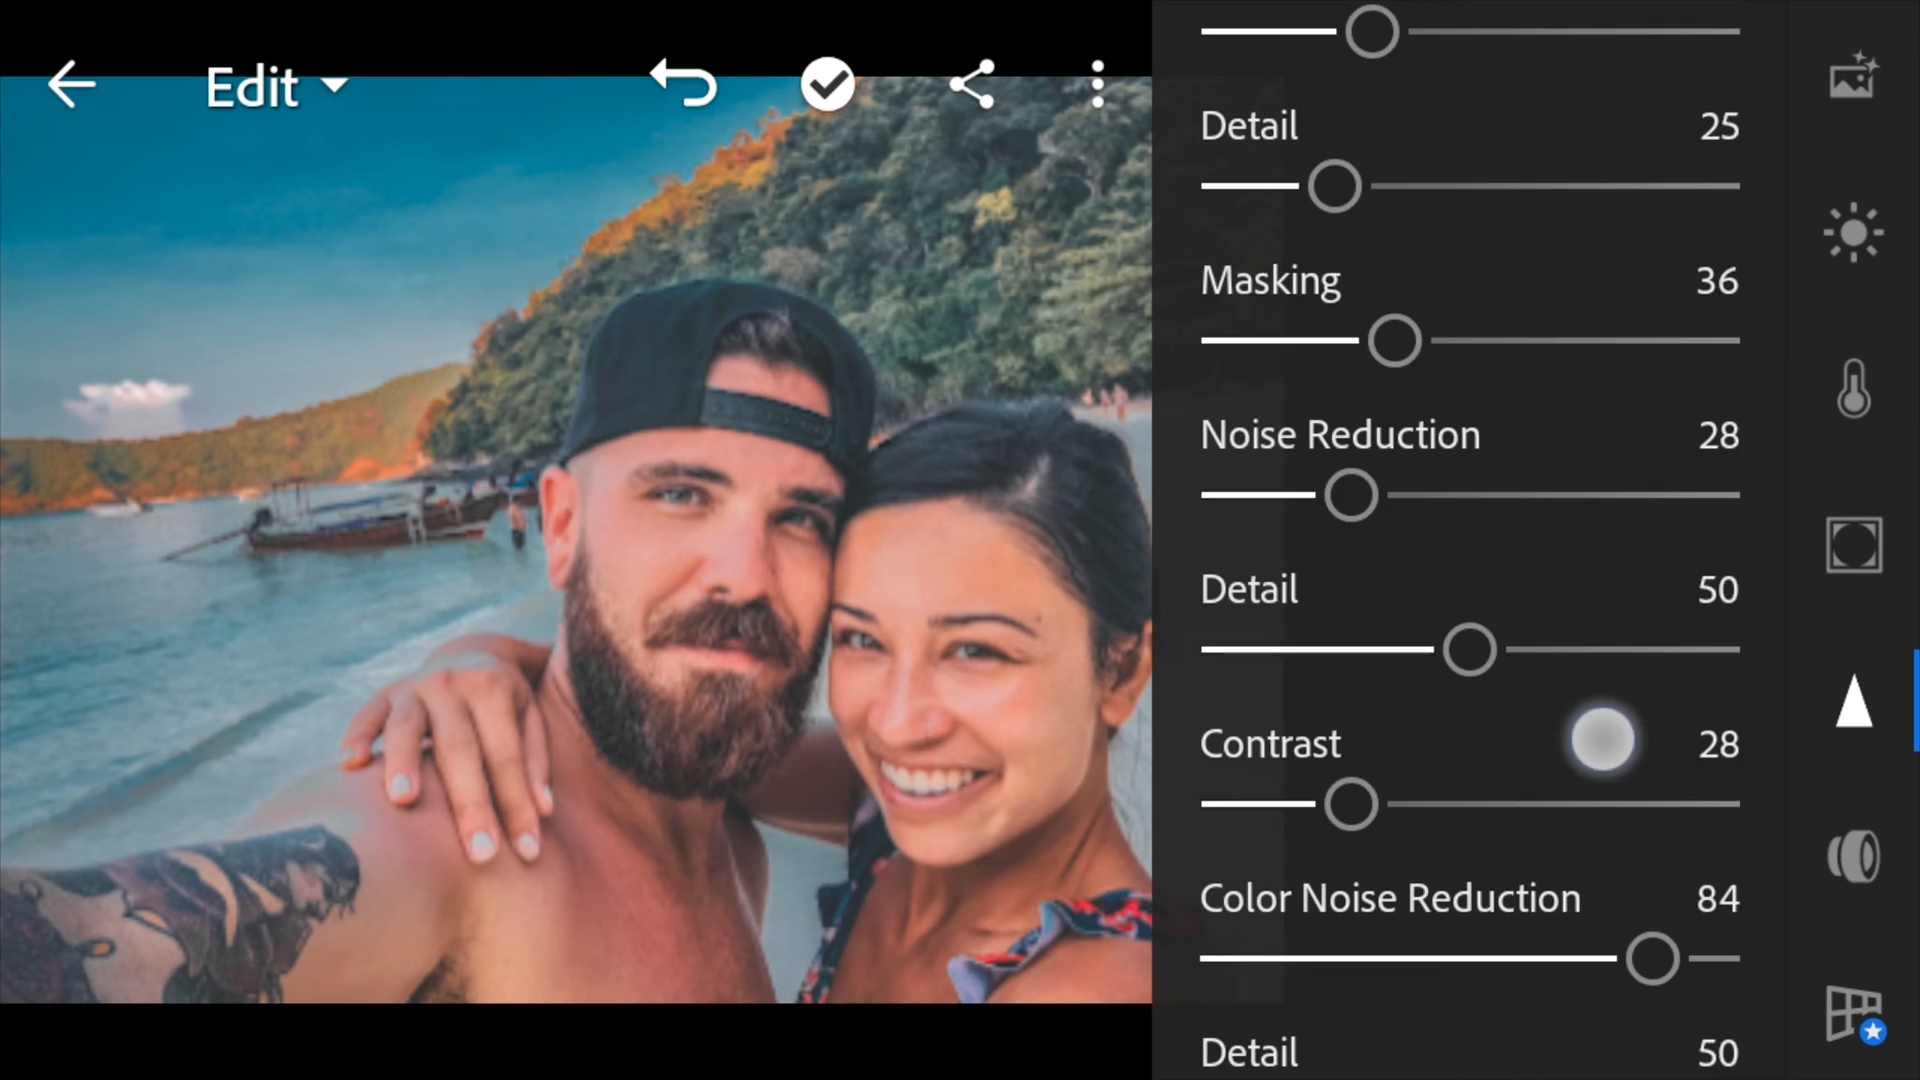 Edit
Detail 25
Masking 36
Noise Reduction 28
Detail 50
Contrast 28
Color Noise Reduction 84
Detail 50